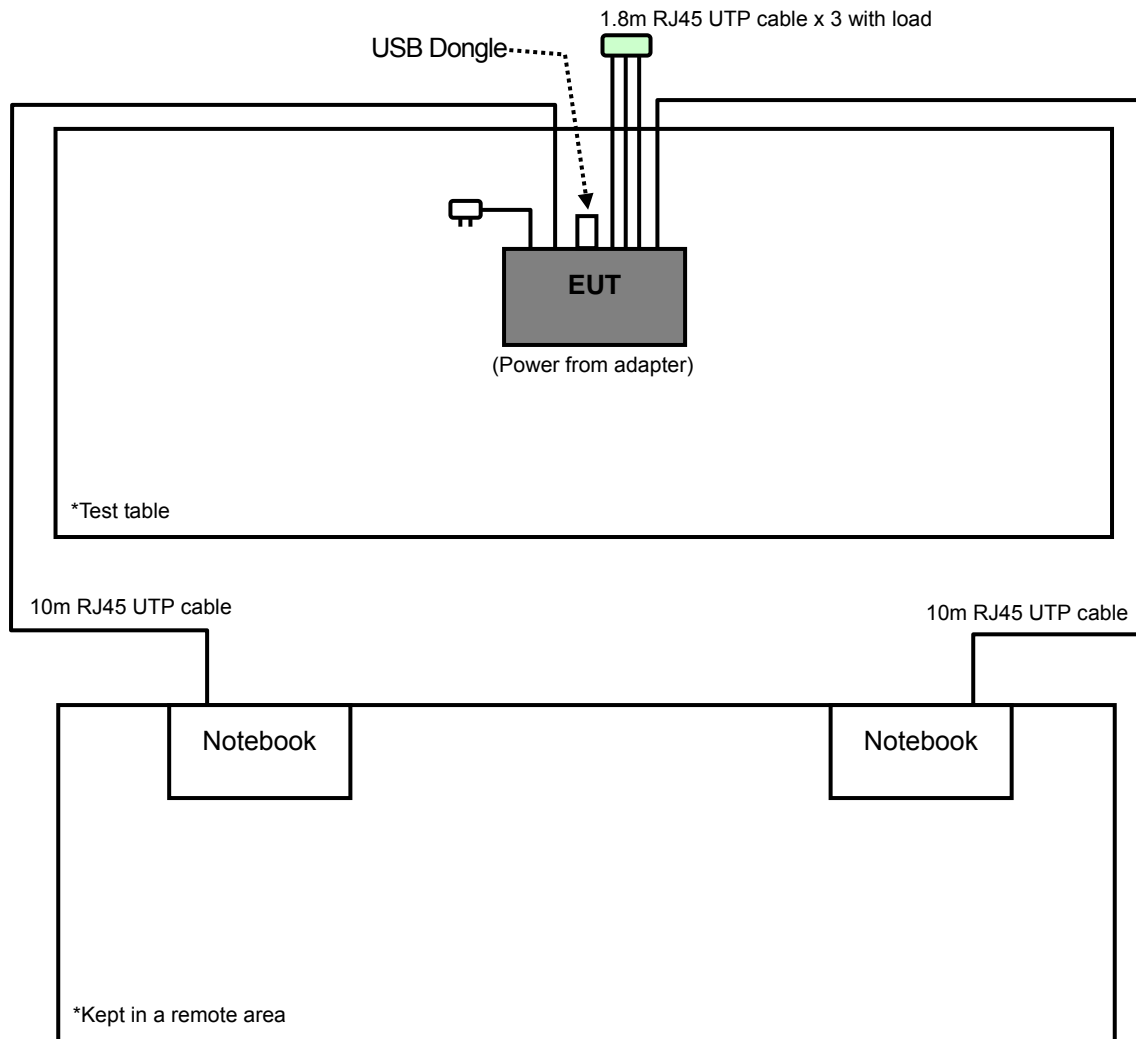 1.8m RJ45 UTP cable x 3 with load
USB Dongle
EUT
(Power from adapter)
*Test table
10m RJ45 UTP cable
10m RJ45 UTP cable
Notebook
Notebook
*Kept in a remote area